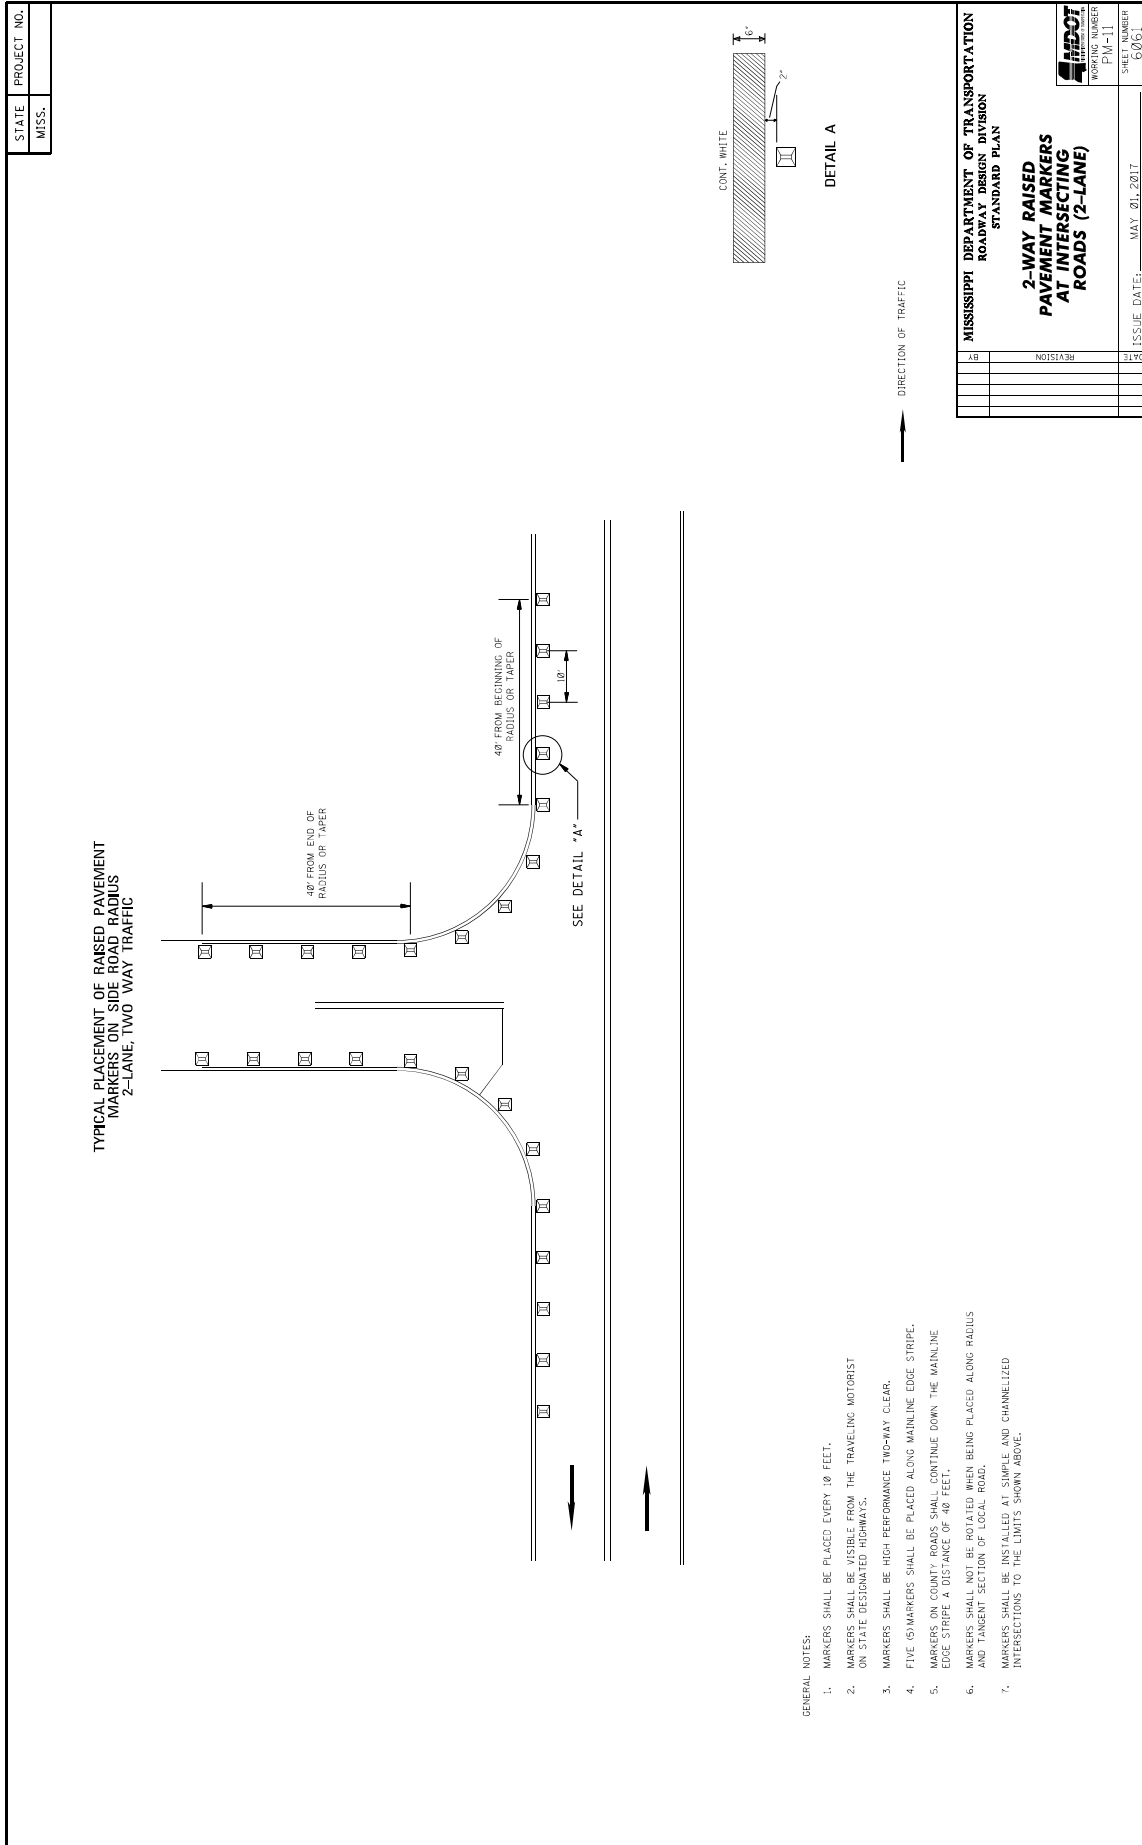 STATE PROJECT NO.
MISS.
TYPICAL PLACEMENT OF RAISED PAVEMENT
MARKERS ON SIDE ROAD RADIUS
2-LANE, TWO WAY TRAFFIC
40' FROM END OF
RADIUS OR TAPER
40' FROM BEGINNING OF
RADIUS OR TAPER
10'
SEE DETAIL "A"
CONT. WHITE
6"
2"
DETAIL A
DIRECTION OF TRAFFIC
GENERAL NOTES:
1. MARKERS SHALL BE PLACED EVERY 10 FEET.
2. MARKERS SHALL BE VISIBLE FROM THE TRAVELING MOTORIST
ON STATE DESIGNATED HIGHWAYS.
3. MARKERS SHALL BE HIGH PERFORMANCE TWO-WAY CLEAR.
4. FIVE (5) MARKERS SHALL BE PLACED ALONG MAINLINE EDGE STRIPE.
5. MARKERS ON COUNTY ROADS SHALL CONTINUE DOWN THE MAINLINE
EDGE STRIPE A DISTANCE OF 40 FEET.
6. MARKERS SHALL NOT BE ROTATED WHEN BEING PLACED ALONG RADIUS
AND TANGENT SECTION OF LOCAL ROAD.
7. MARKERS SHALL BE INSTALLED AT SIMPLE AND CHANNELIZED
INTERSECTIONS TO THE LIMITS SHOWN ABOVE.
BY
REVISION
DATE
MISSISSIPPI DEPARTMENT OF TRANSPORTATION
ROADWAY DESIGN DIVISION
STANDARD PLAN
2-WAY RAISED
PAVEMENT MARKERS
AT INTERSECTING
ROADS (2-LANE)
ISSUE DATE: MAY 01, 2017
MDOT
WORKING NUMBER
PM-11
SHEET NUMBER
6061